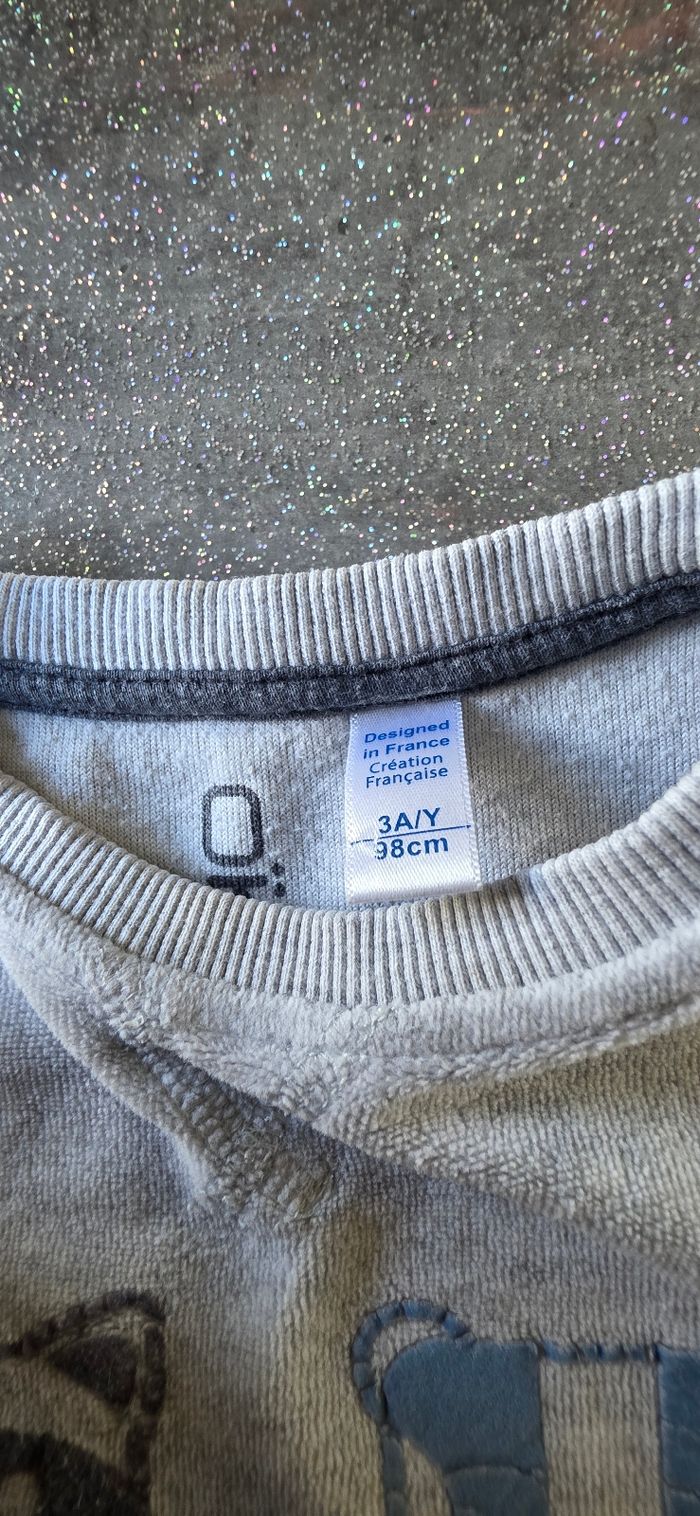 Designed
in France
Création
Française
3A/Y
98cm